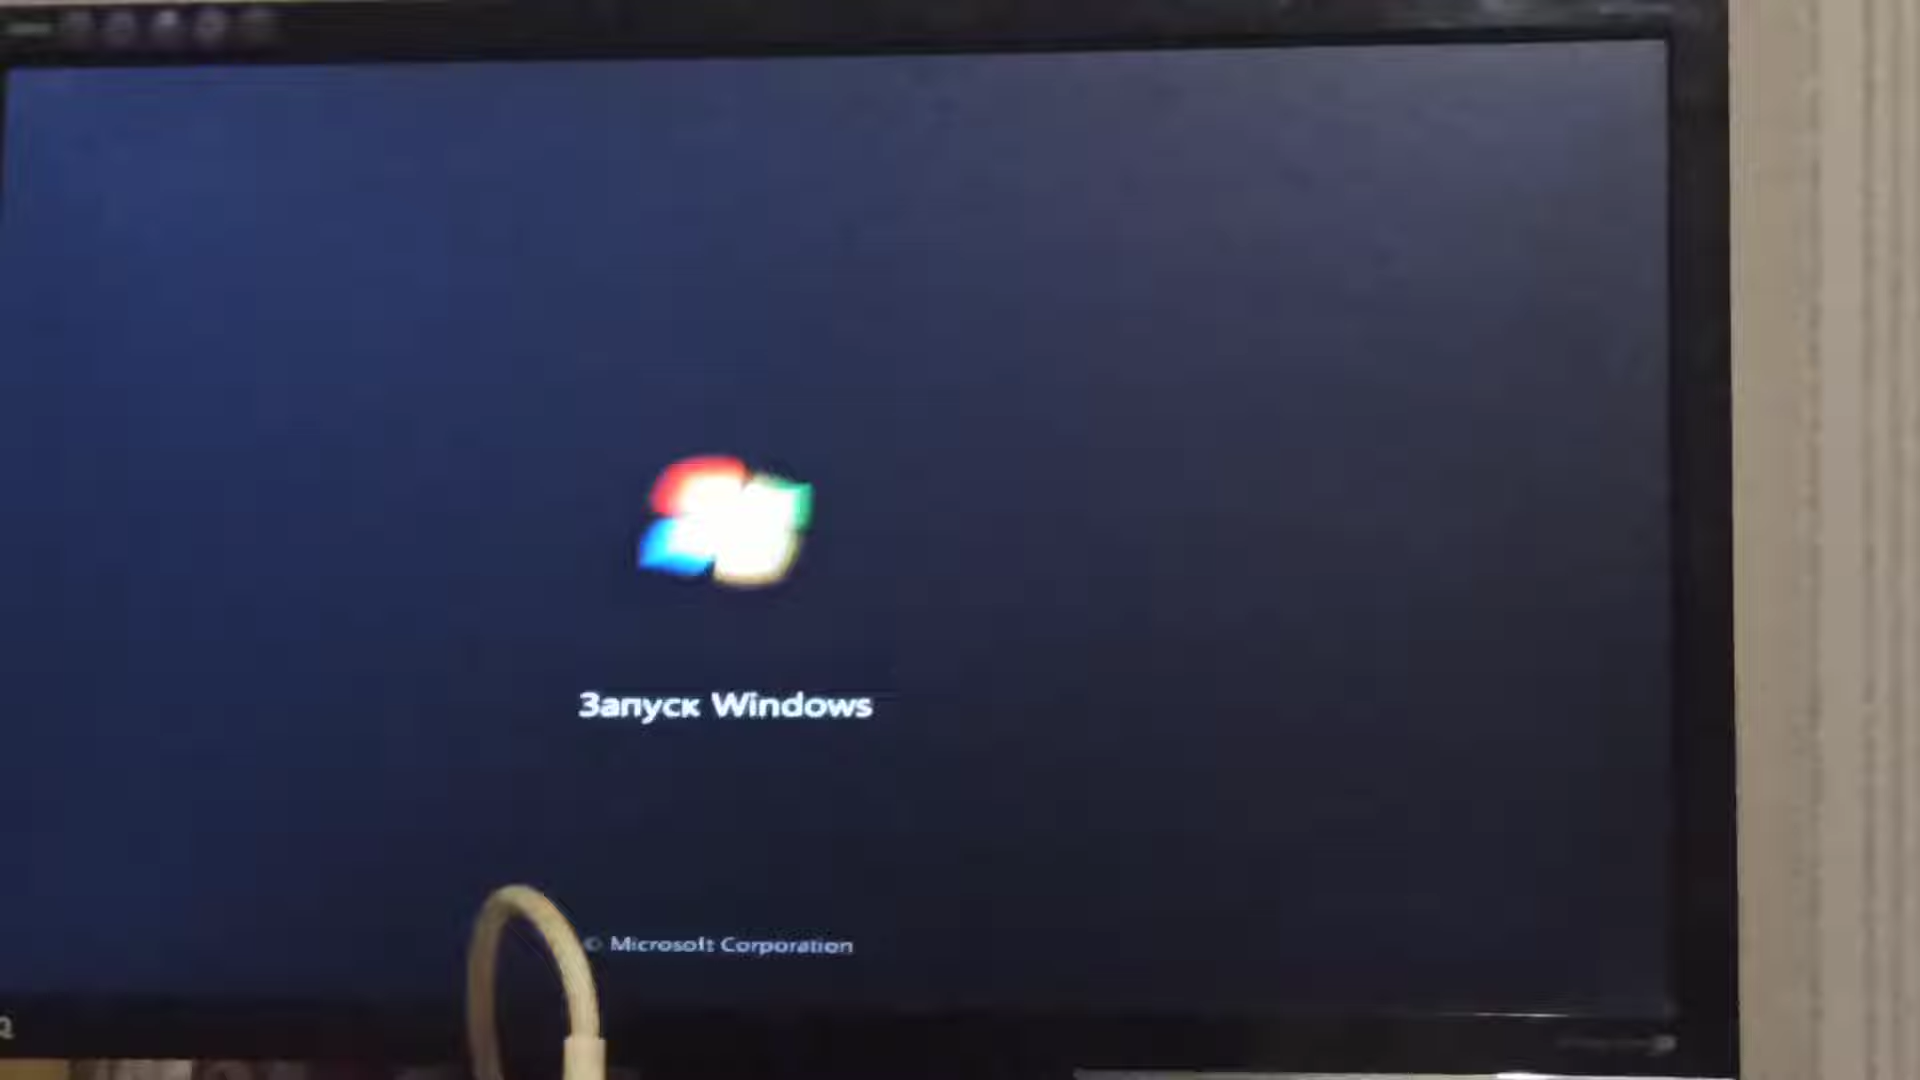 Запуск Windows
© Microsoft Corporation